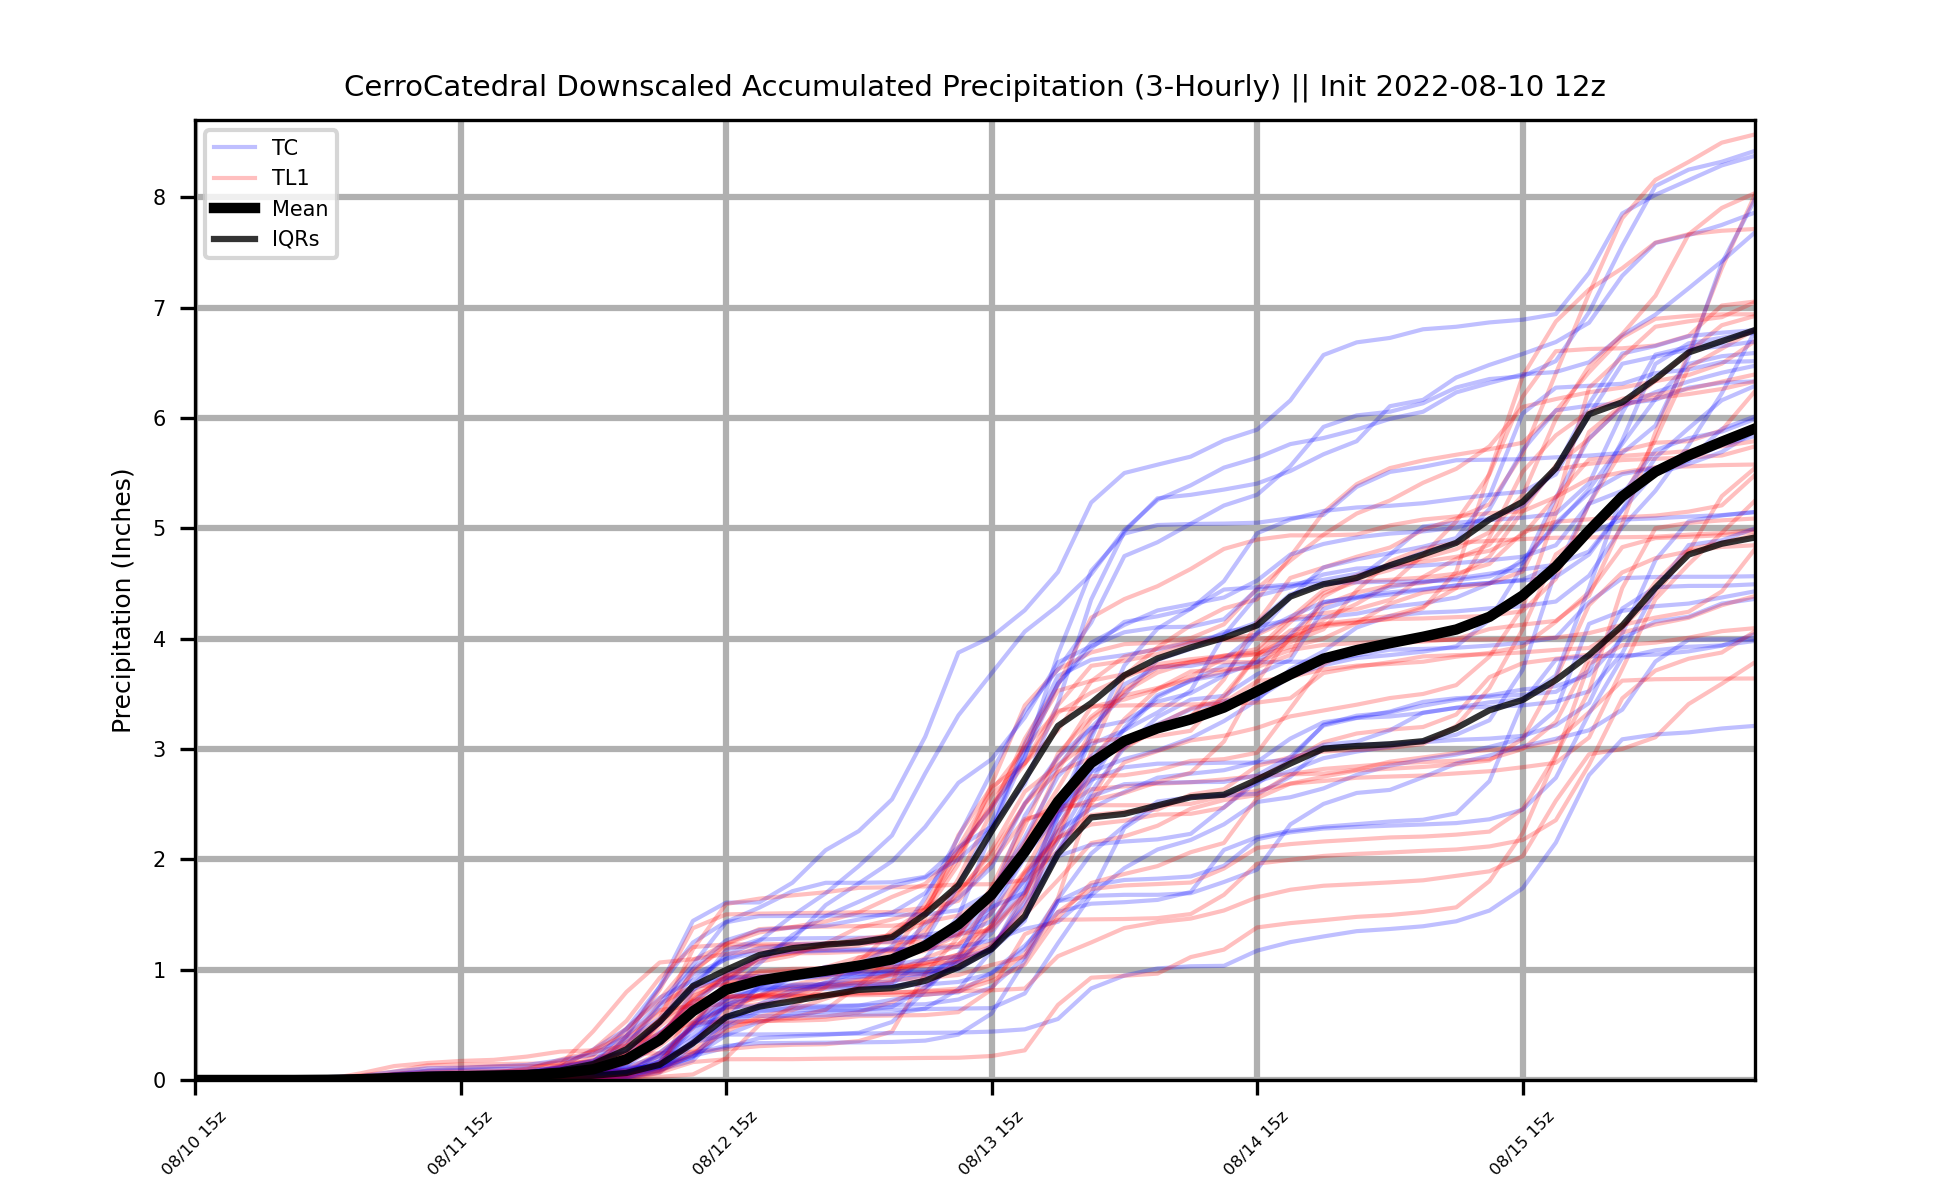 CerroCatedral Downscaled Accumulated Precipitation (3-Hourly) || Init 2022-08-10 12z
TC
TL1
Mean
IQRs
Precipitation (Inches)
8
7
6
5
4
3
2
1
0
08/10 15z
08/11 15z
08/12 15z
08/13 15z
08/14 15z
08/15 15z